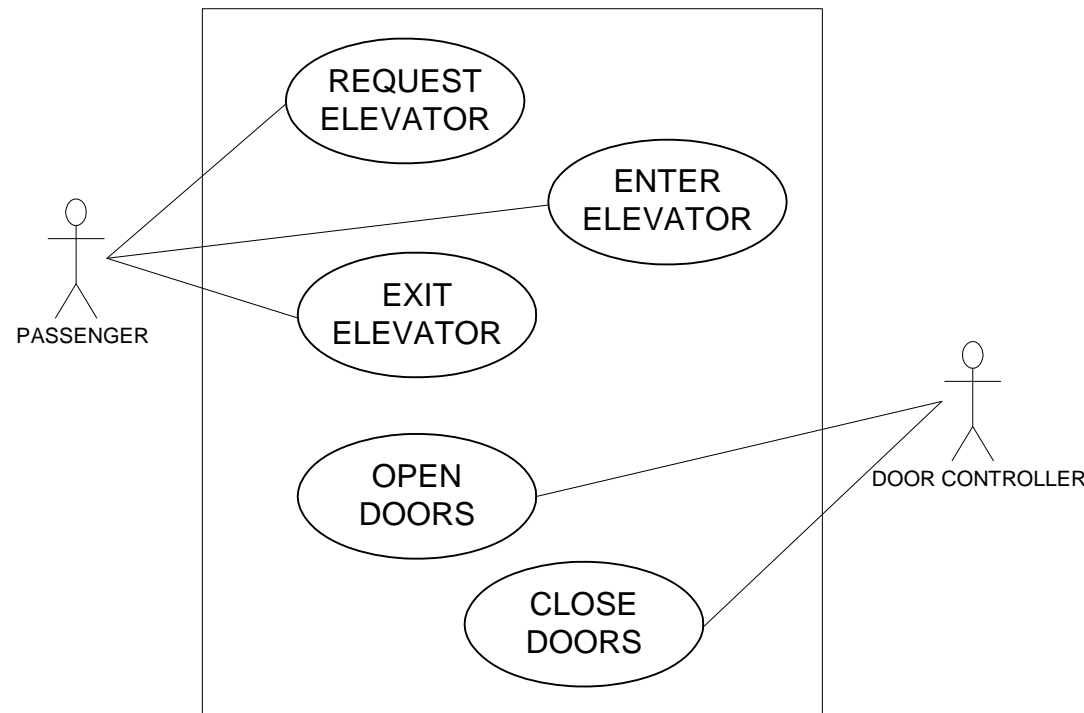 REQUEST
ELEVATOR
ENTER
ELEVATOR
EXIT
ELEVATOR
PASSENGER
OPEN
DOORS
DOOR CONTROLLER
CLOSE
DOORS